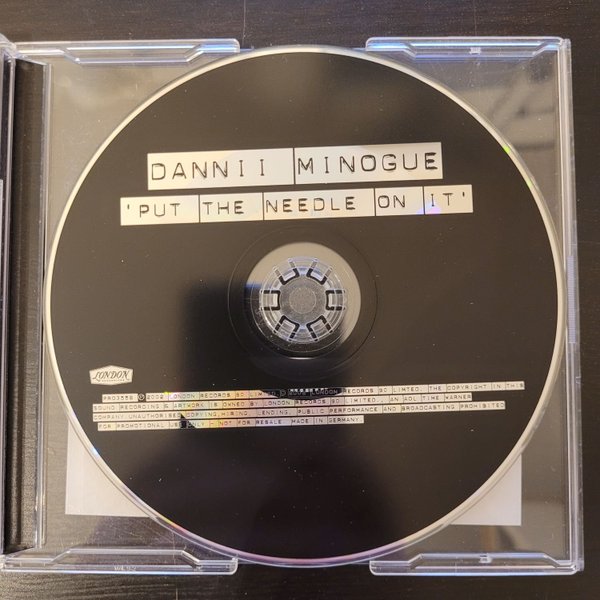 DANNII MINOGUE
'PUT THE NEEDLE ON IT'
LONDON
PRO3558 Ⓟ 2002 LONDON RECORDS 90 LIMITED. © 2002 LONDON RECORDS 90 LIMTED. THE COPYRIGHT IN THIS
SOUND RECORDING & ARTWORK IS OWNED BY LONDON RECORDS 90 LIMITED., AN AOL TIME WARNER
COMPANY.UNAUTHORISED COPYING,HIRING, LENDING, PUBLIC PERFORMANCE AND BROADCASTING PROHIBITED
FOR PROMOTIONAL USE ONLY - NOT FOR RESALE. MADE IN GERMANY.